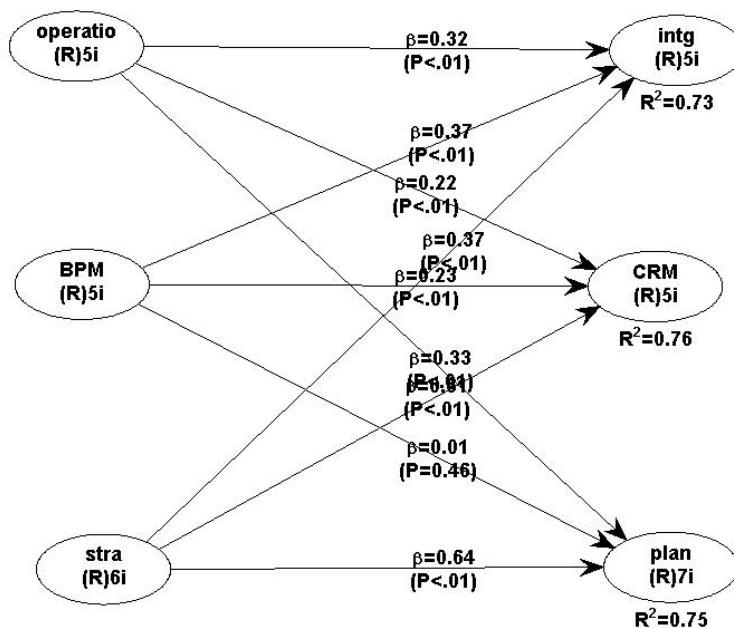 operatio
(R)5i
β=0.32
(P<.01)
intg
(R)5i
R²=0.73
β=0.37
(P<.01)
β=0.22
(P<.01)
BPM
(R)5i
β=0.37
(P<.01)
β=0.23
(P<.01)
CRM
(R)5i
R²=0.76
β=0.33
(P<.01)
(P<.01)
β=0.01
(P=0.46)
stra
(R)6i
β=0.64
(P<.01)
plan
(R)7i
R²=0.75